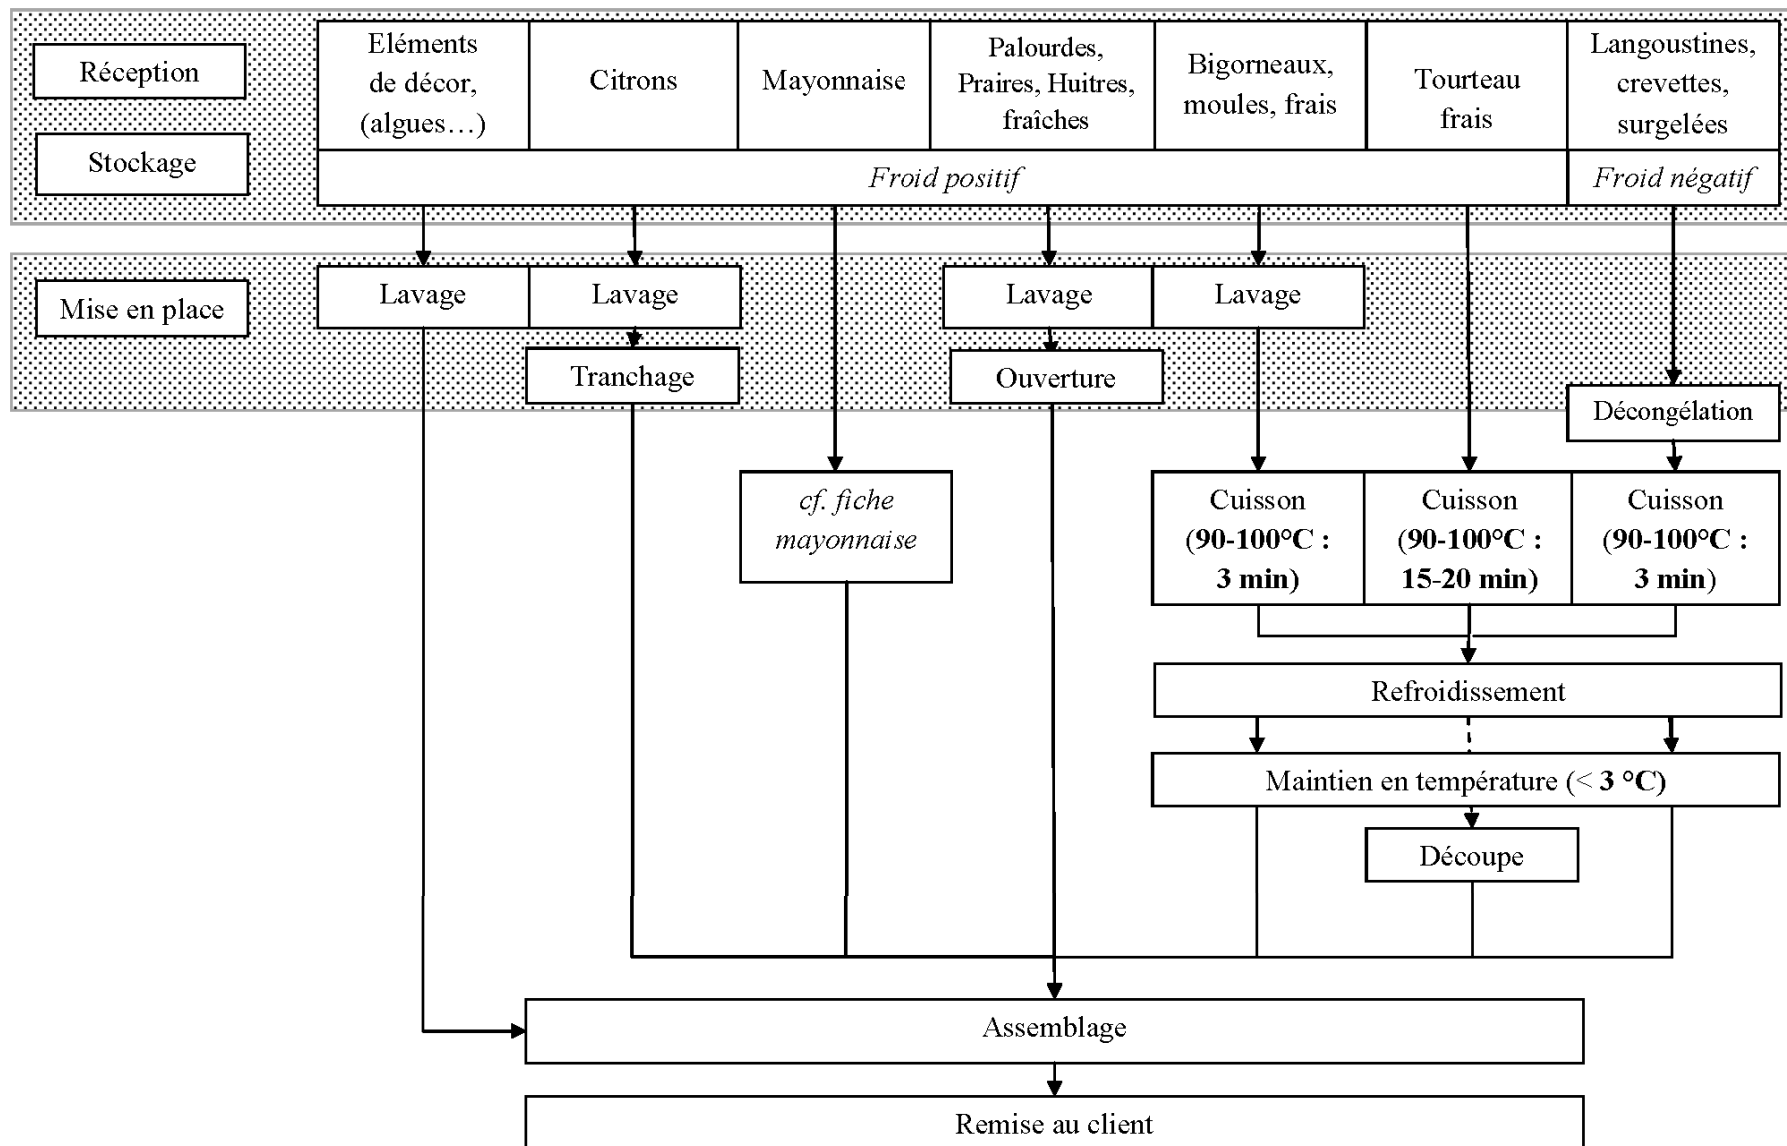 Réception
Stockage
Eléments
de décor,
(algues…)
Citrons
Mayonnaise
Palourdes,
Praires, Huitres,
fraîches
Bigorneaux,
moules, frais
Tourteau
frais
Langoustines,
crevettes,
surgelées
Froid positif
Froid négatif
Mise en place
Lavage
Lavage
Lavage
Lavage
Tranchage
Ouverture
Décongélation
cf. fiche
mayonnaise
Cuisson
(90-100°C :
3 min)
Cuisson
(90-100°C :
15-20 min)
Cuisson
(90-100°C :
3 min)
Refroidissement
Maintien en température (< 3 °C)
Découpe
Assemblage
Remise au client